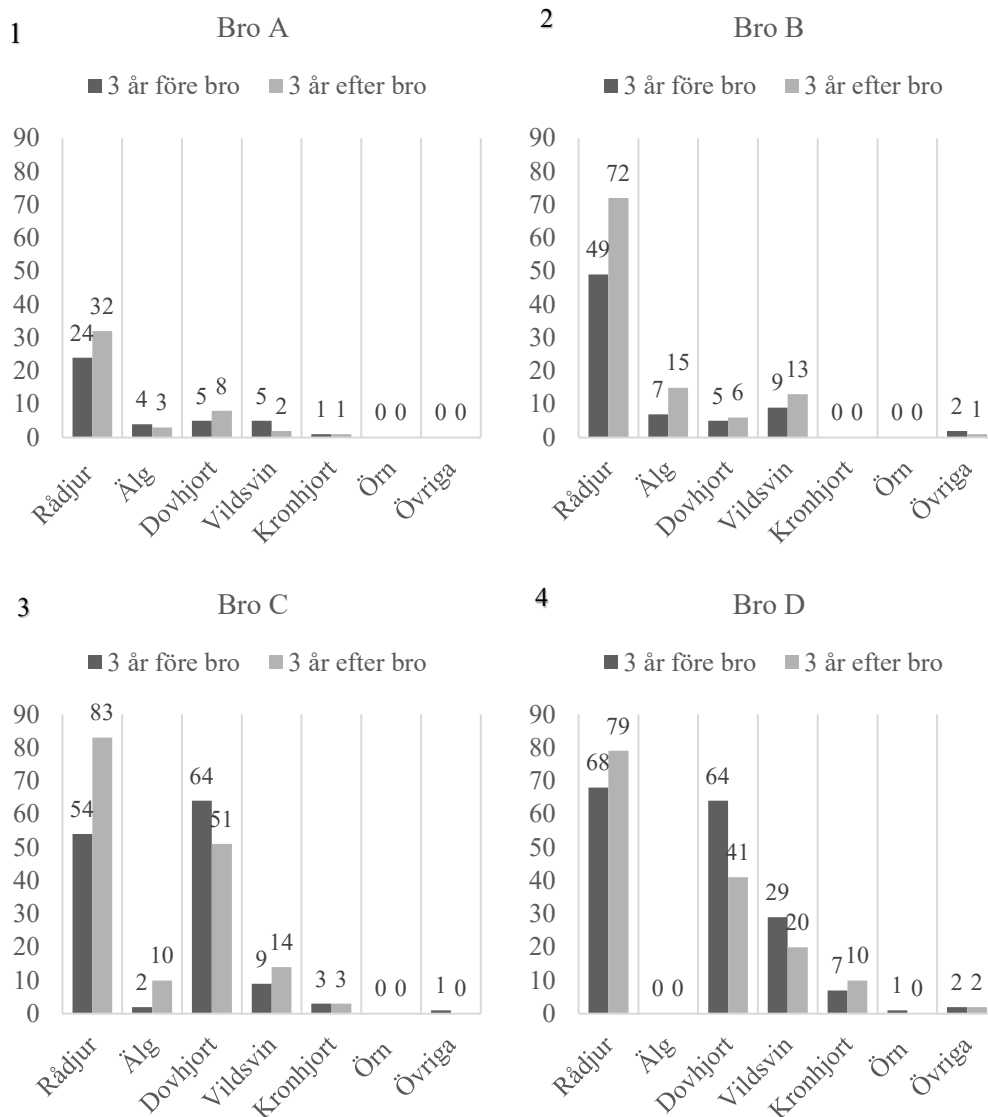 1
Bro A
3 år före bro 3 år efter bro
90
80
70
60
50
40
30
20
10
0
24 32 4 3 5 8 5 2 1 1 0 0 0 0
Rådjur Älg Dovhjort Vildsvin Kronhjort Örn Övriga
2
Bro B
3 år före bro 3 år efter bro
90
80
70
60
50
40
30
20
10
0
49 72 7 15 5 6 9 13 0 0 0 0 2 1
Rådjur Älg Dovhjort Vildsvin Kronhjort Örn Övriga
3
Bro C
3 år före bro 3 år efter bro
90
80
70
60
50
40
30
20
10
0
54 83 2 10 64 51 9 14 3 3 0 0 1 0
Rådjur Älg Dovhjort Vildsvin Kronhjort Örn Övriga
4
Bro D
3 år före bro 3 år efter bro
90
80
70
60
50
40
30
20
10
0
68 79 0 0 64 41 29 20 7 10 1 0 2 2
Rådjur Älg Dovhjort Vildsvin Kronhjort Örn Övriga